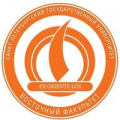 САНКТ-ПЕТЕРБУРГСКИЙ ГОСУДАРСТВЕННЫЙ УНИВЕРСИТЕТ
EX ORIENTE LUX
ВОСТОЧНЫЙ ФАКУЛЬТЕТ